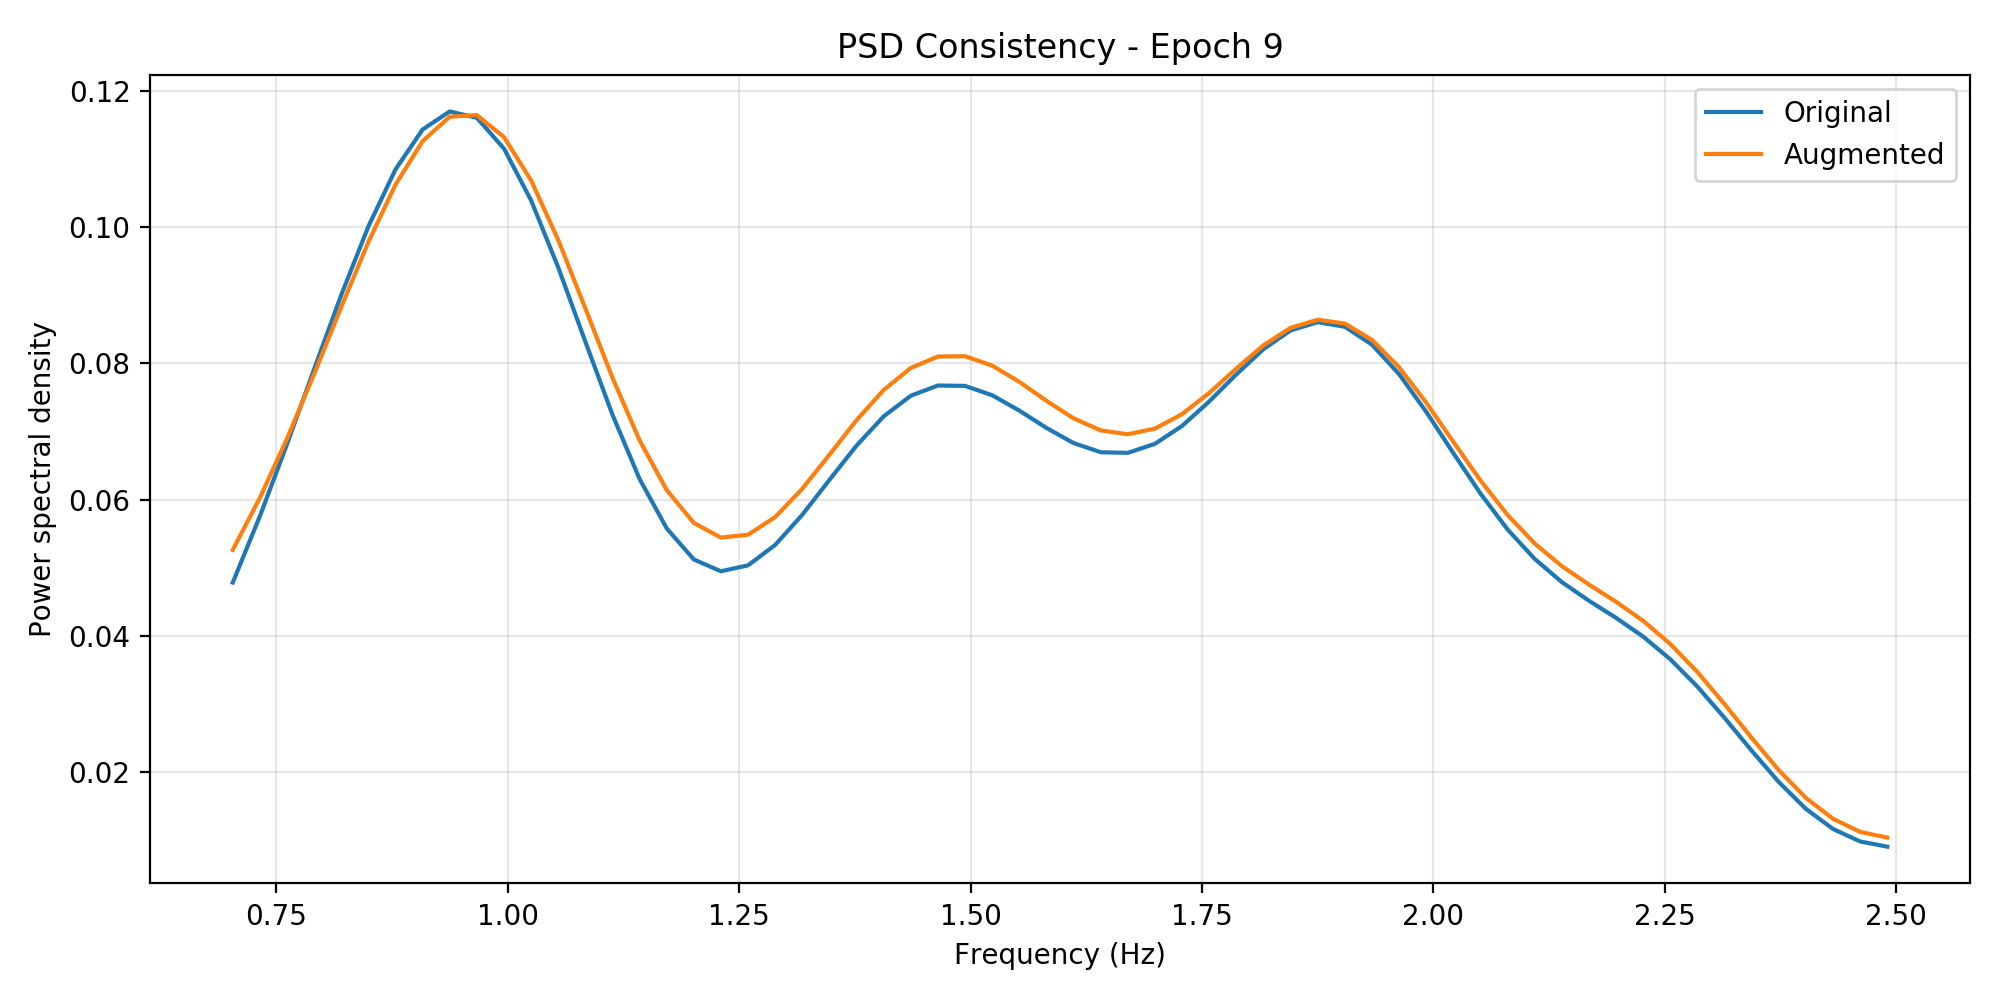 PSD Consistency - Epoch 9
Original
Augmented
Power spectral density
0.12
0.10
0.08
0.06
0.04
0.02
0.75 1.00 1.25 1.50 1.75 2.00 2.25 2.50
Frequency (Hz)